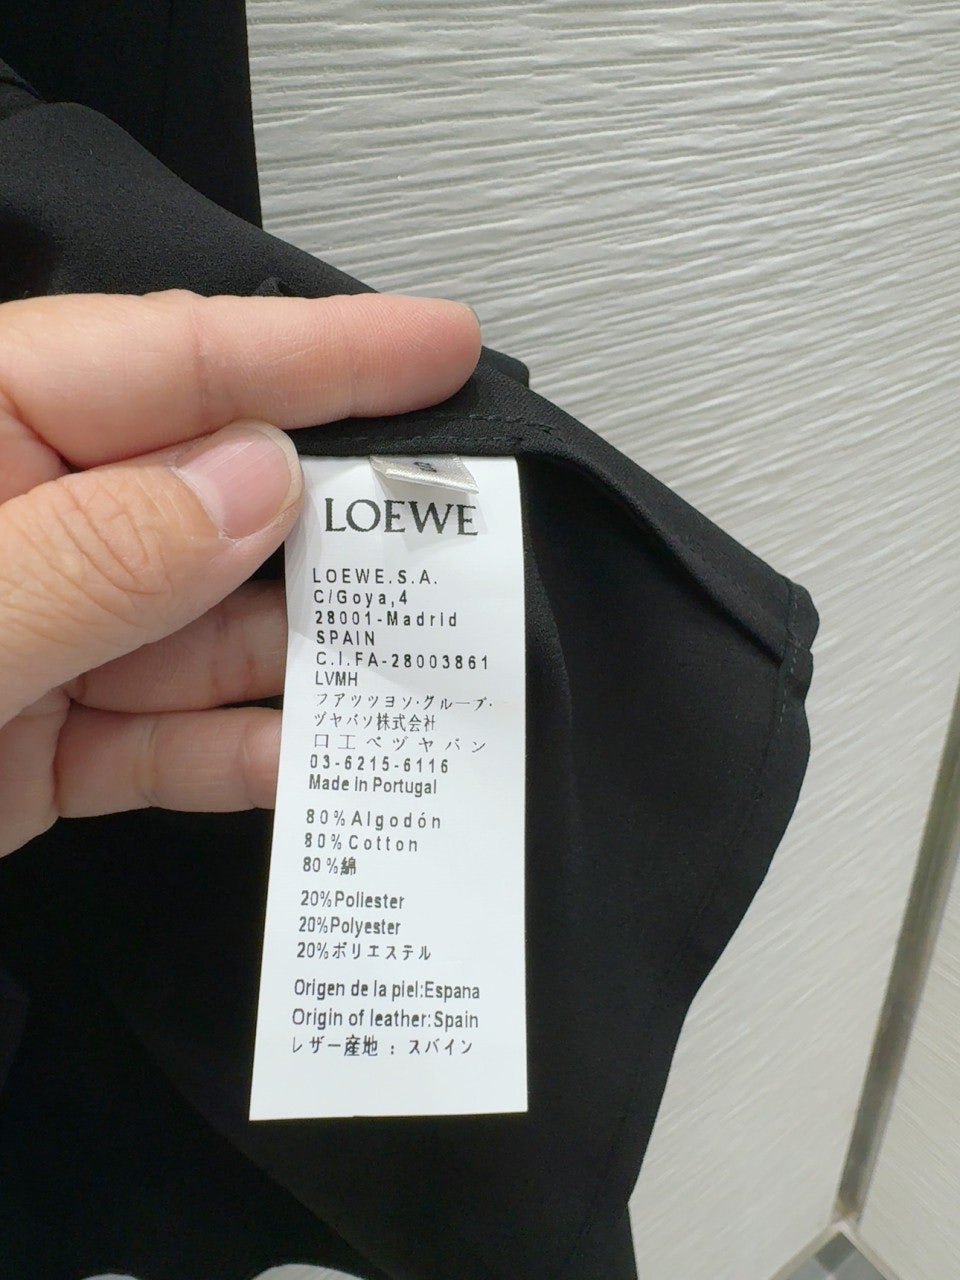 S
LOEWE
LOEWE.S.A.
C/Goya,4
28001-Madrid
SPAIN
C.I.FA-28003861
LVMH
フアツツヨソ·グループ·
ヅヤバソ株式会社
口工ペヅヤバン
03-6215-6116
Made In Portugal
80%Algodón
80%Cotton
80%綿
20%Poliester
20%Polyester
20%ポリエステル
Origen de la piel:Espana
Origin of leather:Spain
レザー産地：スバイン